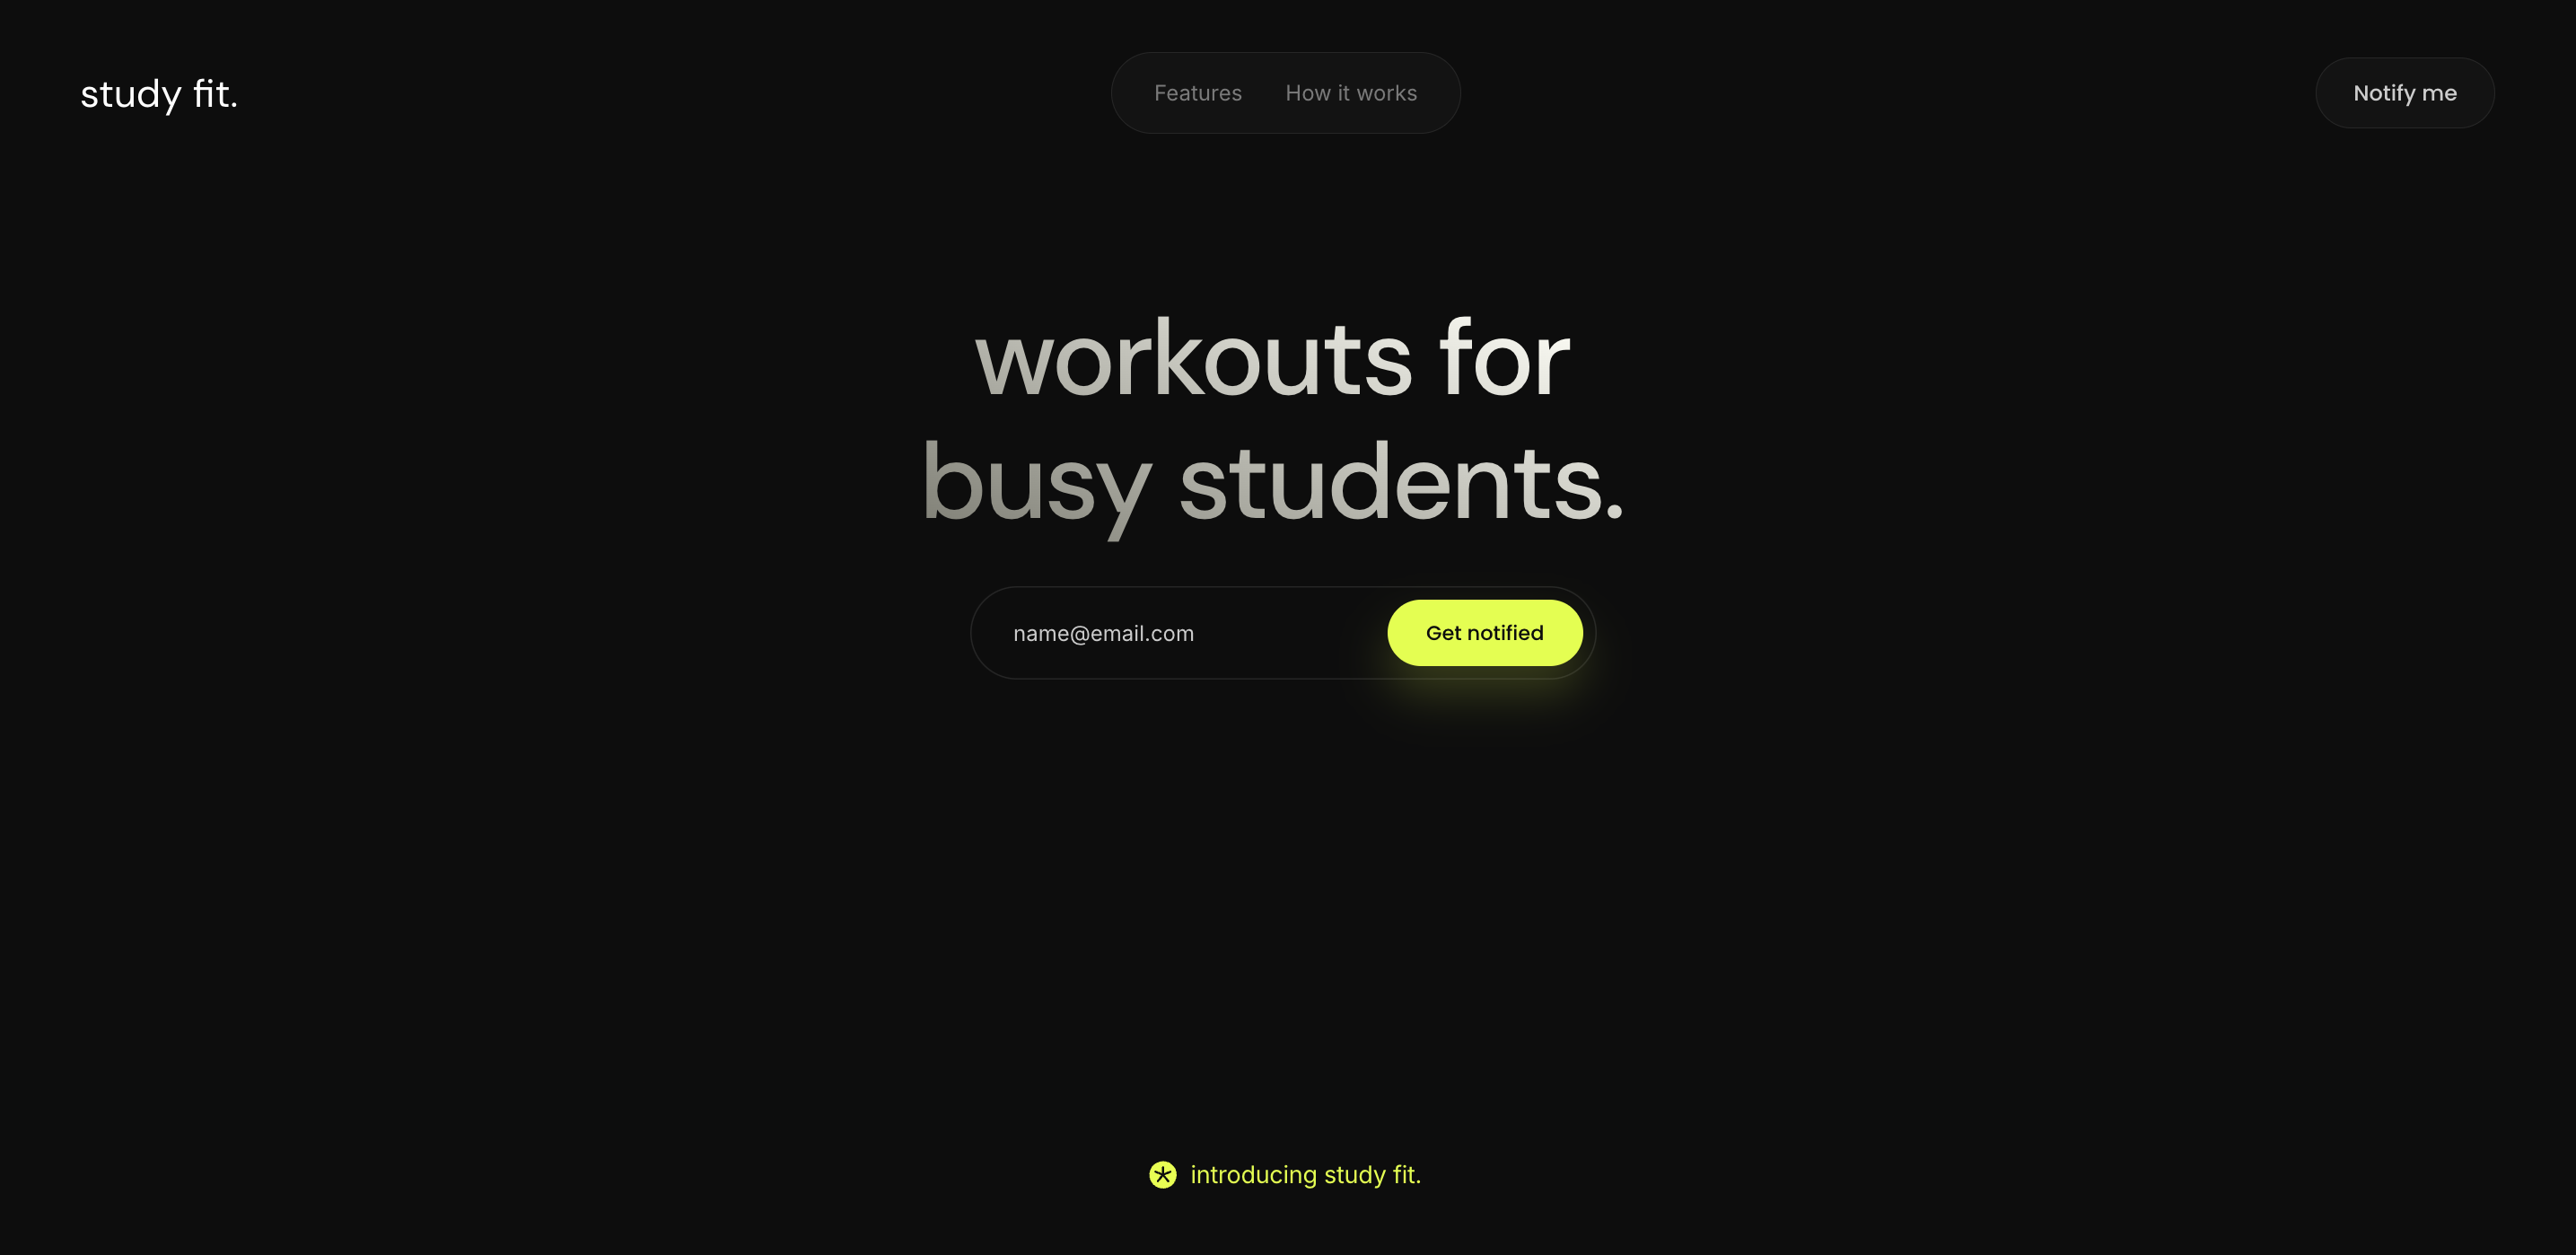 study fit.
Features
How it works
Notify me
workouts for
busy students.
name@email.com
Get notified
introducing study fit.